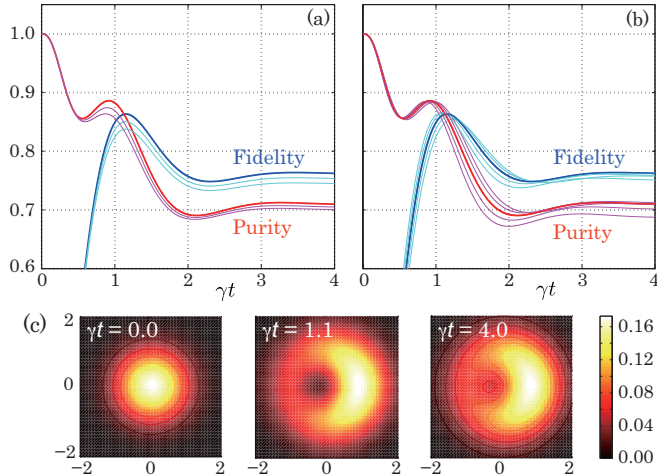 (a)
(b)
1.0
0.9
0.8
0.7
0.6
Fidelity
Purity
Fidelity
Purity
0 1 2 3 4
γt
0 1 2 3 4
γt
(c)
γt = 0.0
γt = 1.1
γt = 4.0
2
0
−2
−2 0 2
−2 0 2
−2 0 2
0.16
0.12
0.08
0.04
0.00